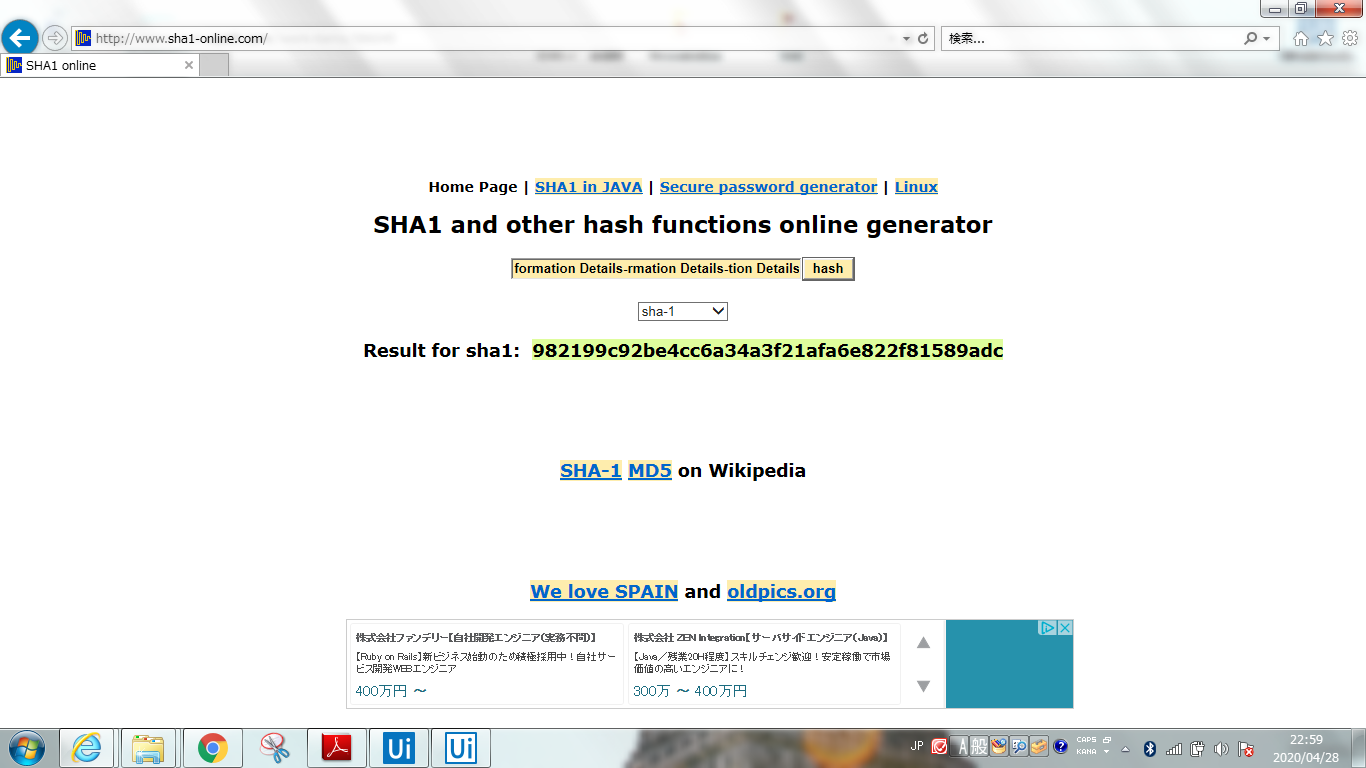 http://www.sha1-online.com/
検索...
SHA1 online
Home Page | SHA1 in JAVA | Secure password generator | Linux
SHA1 and other hash functions online generator
formation Details-rmation Details-tion Details hash
sha-1
Result for sha1: 982199c92be4cc6a34a3f21afa6e822f81589adc
SHA-1 MD5 on Wikipedia
We love SPAIN and oldpics.org
株式会社ファンデリー【自社開発エンジニア(実務不問)】
【Ruby on Rails】新ビジネス始動のため積極採用中！自社サー
ビス開発WEBエンジニア
400万円 ～
株式会社 ZEN Integration【サーバサイドエンジニア(Java)】
【Java／残業20H程度】スキルチェンジ歓迎！安定稼働で市場
価値の高いエンジニアに！
300万 ～ 400万円
Ui
Ui
JP
A 般
CAPS
KANA
22:59
2020/04/28